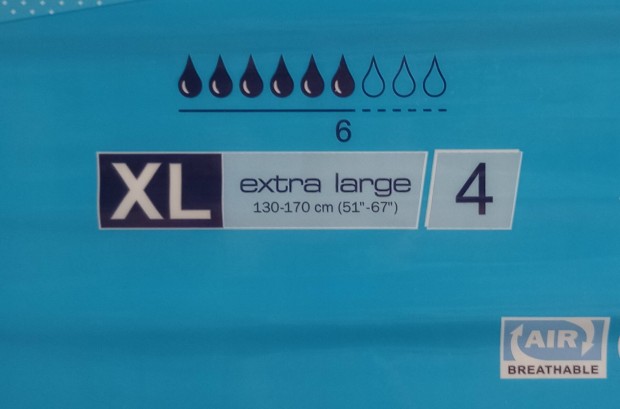 6
XL
extra large
130-170 cm (51"-67")
4
AIR
BREATHABLE